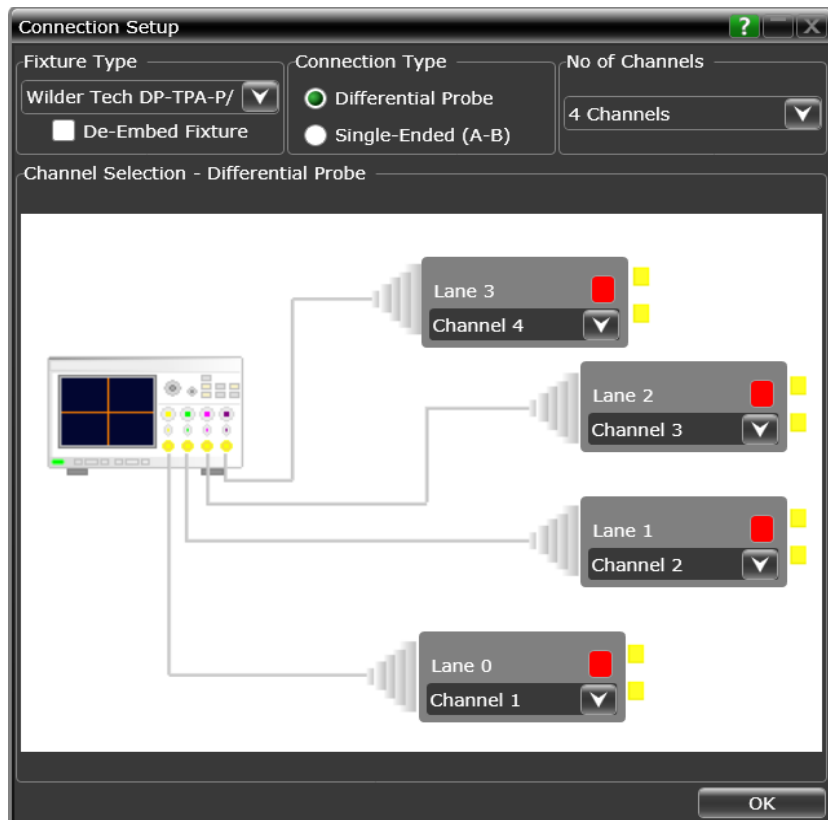 Connection Setup
?
Fixture Type
Connection Type
No of Channels
Wilder Tech DP-TPA-P/
Differential Probe
4 Channels
De-Embed Fixture
Single-Ended (A-B)
Channel Selection - Differential Probe
Lane 3
Channel 4
Lane 2
Channel 3
Lane 1
Channel 2
Lane 0
Channel 1
OK